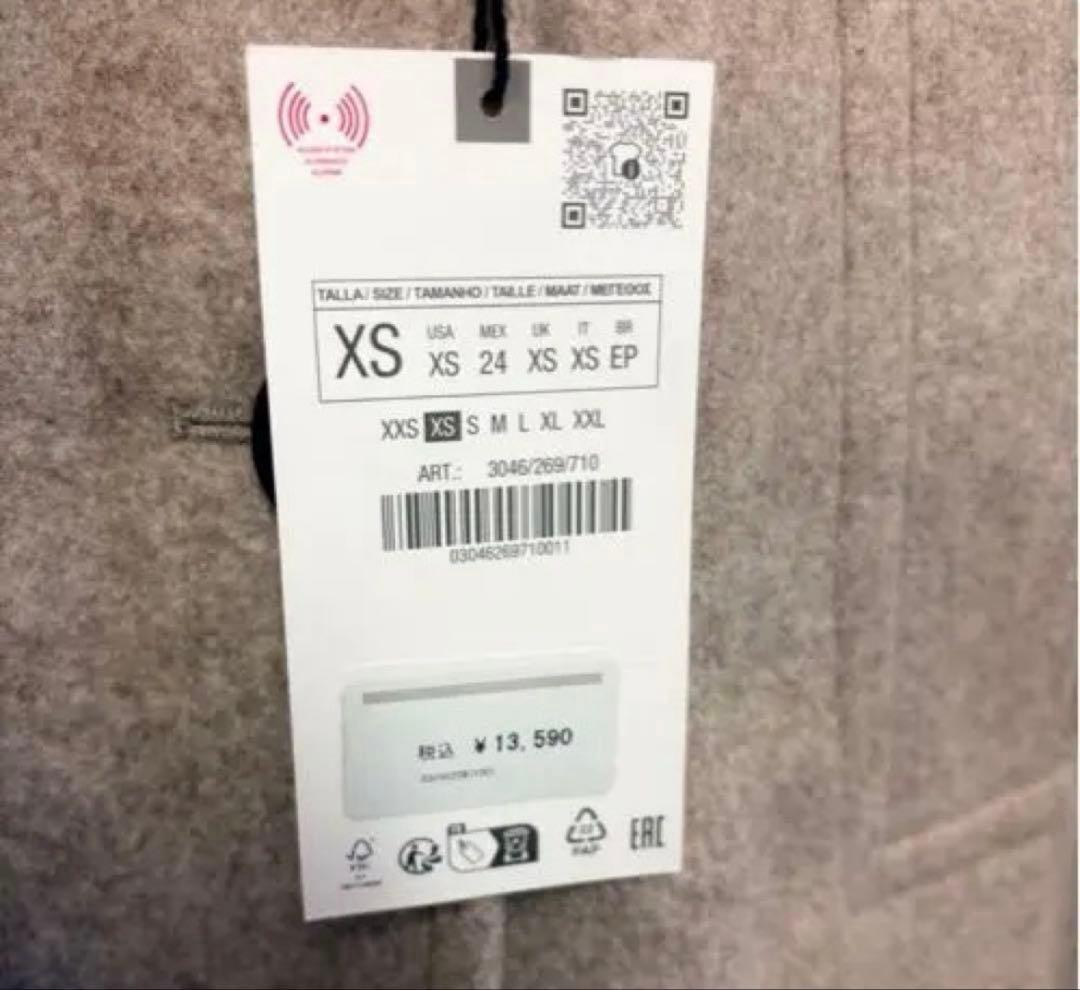 TALLA / SIZE / TAMANHO / TAILLE / MAAT / ΜΕΓΕΘΟΣ
XS
USA MEX UK IT BR
XS 24 XS XS EP
XXS XS S M L XL XXL
ART.: 3046/269/710
03046269710011
税込 ¥13,590
PAP
EAC